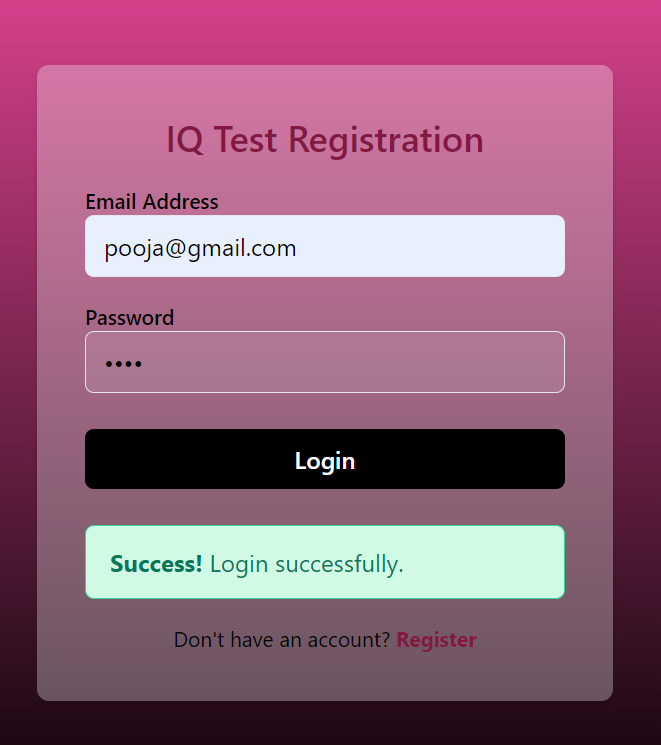 IQ Test Registration
Email Address
pooja@gmail.com
Password
••••
Login
Success! Login successfully.
Don't have an account? Register